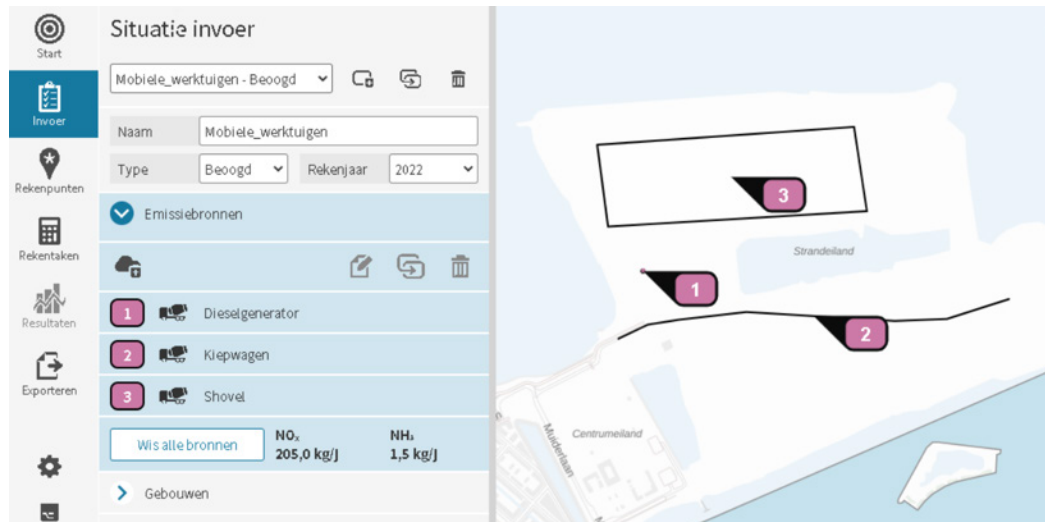 Start
Invoer
Rekenpunten
Rekentaken
Resultaten
Exporteren
Situatie invoer
Mobiele_werktuigen - Beoogd
Naam
Mobiele_werktuigen
Type
Beoogd
Rekenjaar
2022
Emissiebronnen
1
Dieselgenerator
2
Kiepwagen
3
Shovel
Wis alle bronnen
NOₓ
205,0 kg/j
NH₃
1,5 kg/j
Gebouwen
3
Strandeiland
1
2
Centrumeiland
Muiderlaan